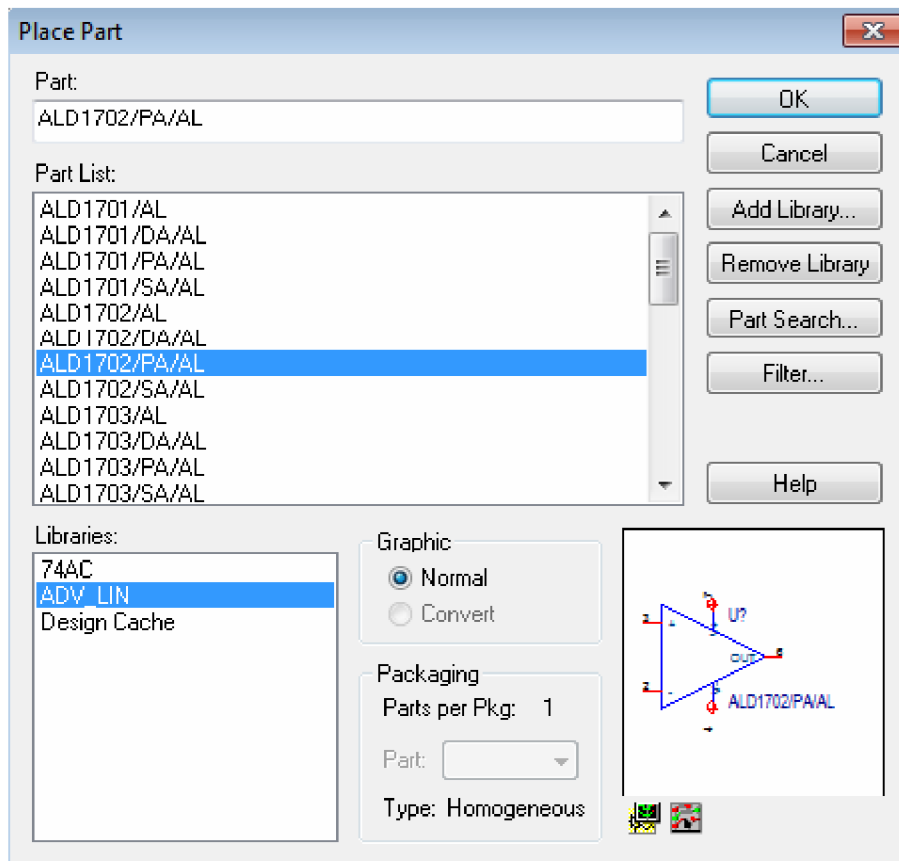 Place Part
Part:
ALD1702/PA/AL
Part List:
ALD1701/AL
ALD1701/DA/AL
ALD1701/PA/AL
ALD1701/SA/AL
ALD1702/AL
ALD1702/DA/AL
ALD1702/PA/AL
ALD1702/SA/AL
ALD1703/AL
ALD1703/DA/AL
ALD1703/PA/AL
ALD1703/SA/AL
OK
Cancel
Add Library...
Remove Library
Part Search...
Filter...
Help
Libraries:
74AC
ADV_LIN
Design Cache
Graphic
Normal
Convert
Packaging
Parts per Pkg: 1
Part:
Type: Homogeneous
U?
OUT
ALD1702/PA/AL